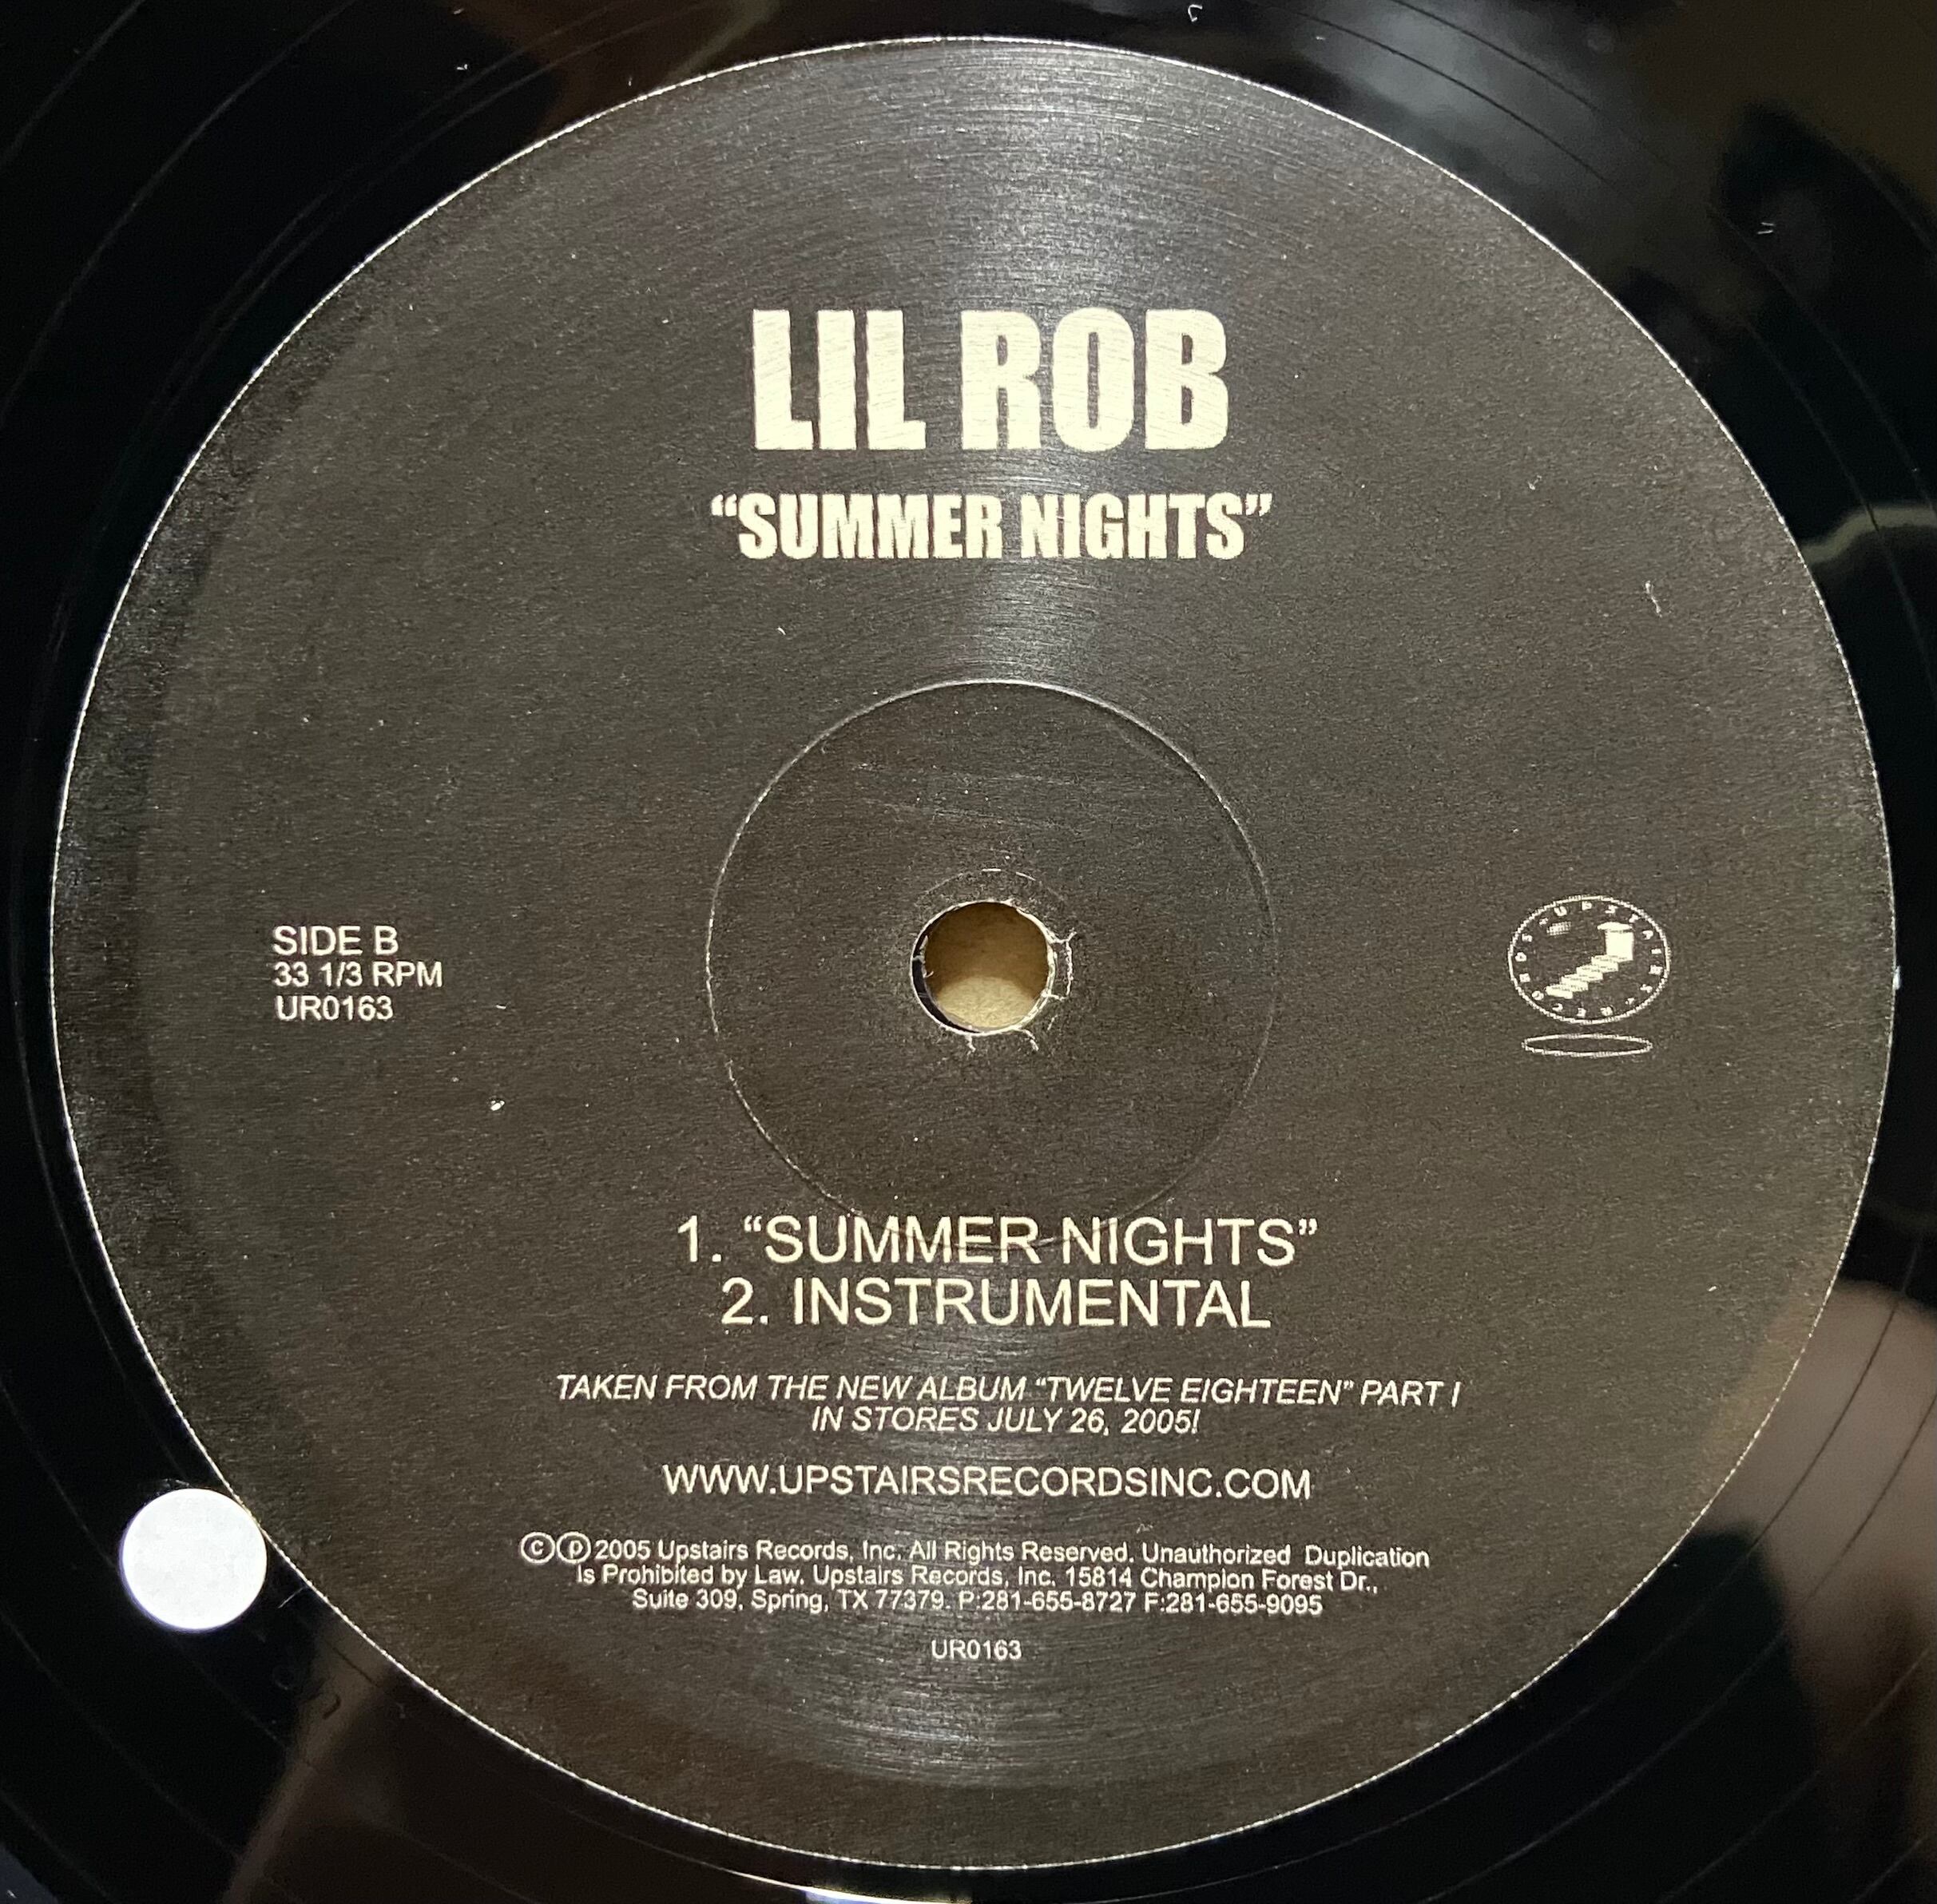 LIL ROB
“SUMMER NIGHTS”
SIDE B
33 1/3 RPM
UR0163
UPSTAIRS RECORDS
1. “SUMMER NIGHTS”
2. INSTRUMENTAL
TAKEN FROM THE NEW ALBUM “TWELVE EIGHTEEN” PART I
IN STORES JULY 26, 2005!
WWW.UPSTAIRSRECORDSINC.COM
©℗ 2005 Upstairs Records, Inc. All Rights Reserved. Unauthorized Duplication
Is Prohibited by Law. Upstairs Records, Inc. 15814 Champion Forest Dr.,
Suite 309, Spring, TX 77379. P:281-655-8727 F:281-655-9095
UR0163